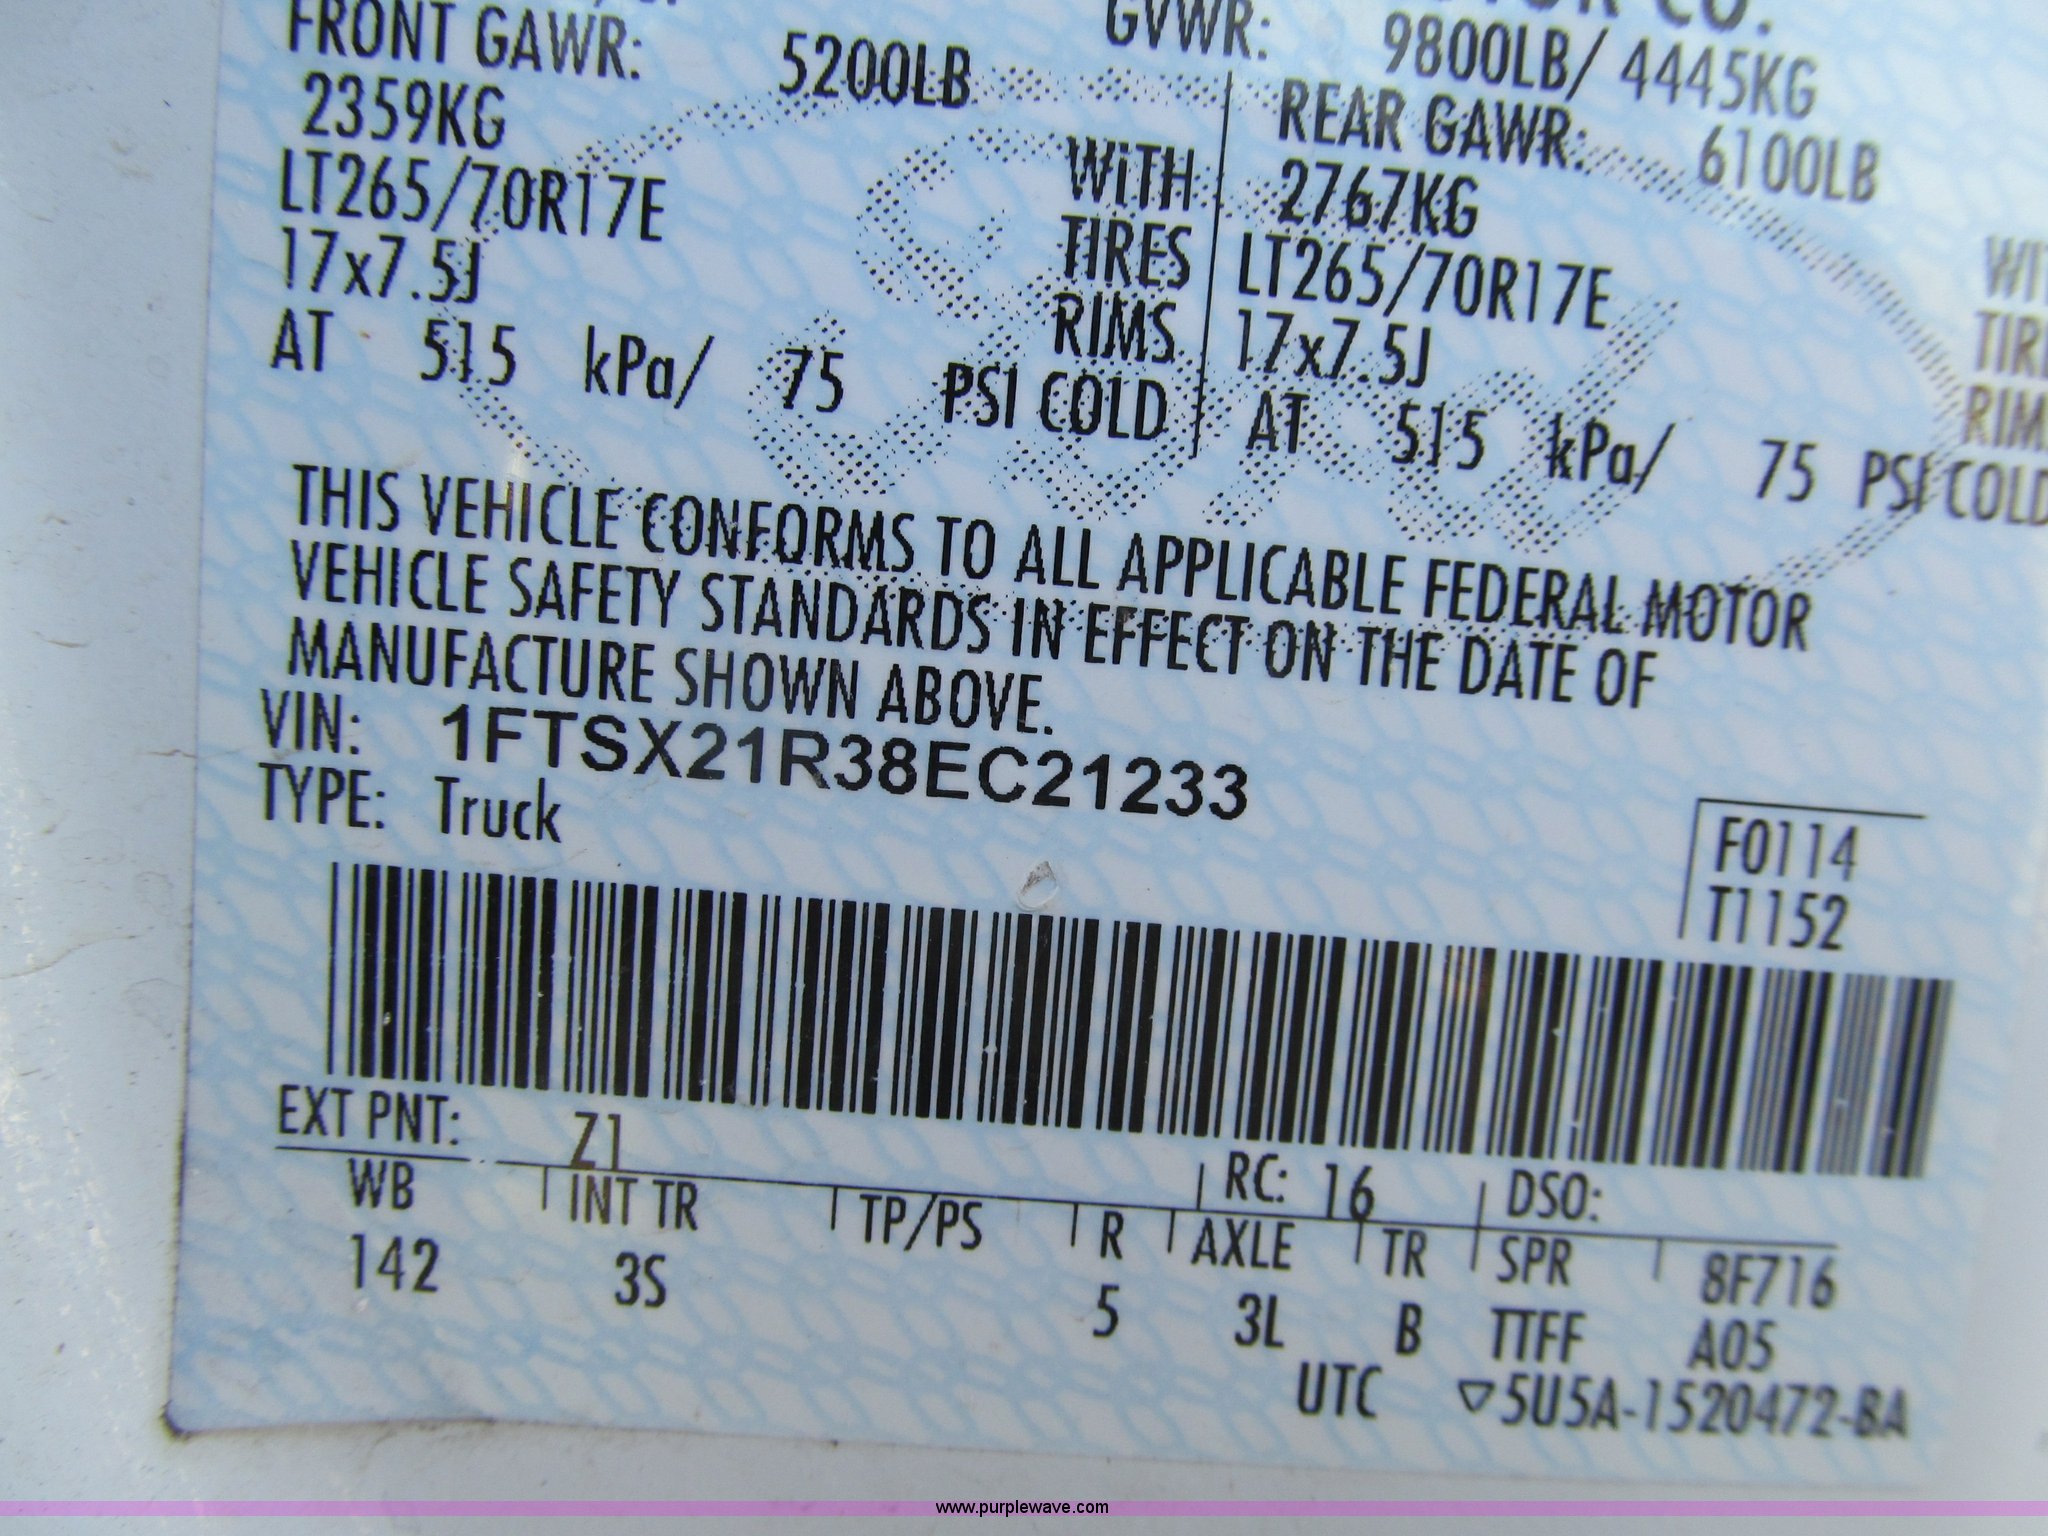 MOTOR CO.
FRONT GAWR: 5200LB
2359KG
LT265/70R17E WITH TIRES
17x7.5J RIMS
AT 515 kPa/ 75 PSI COLD
GVWR: 9800LB/ 4445KG
REAR GAWR: 6100LB
2767KG
LT265/70R17E
17x7.5J
AT 515 kPa/ 75 PSI COLD
THIS VEHICLE CONFORMS TO ALL APPLICABLE FEDERAL MOTOR
VEHICLE SAFETY STANDARDS IN EFFECT ON THE DATE OF
MANUFACTURE SHOWN ABOVE.
VIN: 1FTSX21R38EC21233
TYPE: Truck
F0114
T1152
EXT PNT: Z1 RC: 16 DSO:
WB INT TR TP/PS R AXLE TR SPR 8F716
142 3S 5 3L B TTFF A05
UTC ▽5U5A-1520472-BA
www.purplewave.com